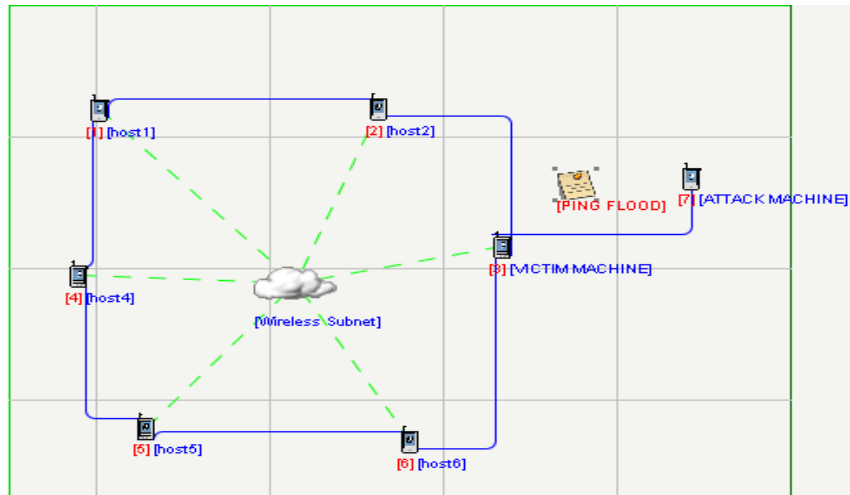 [1] [host1]
[2] [host2]
[PING FLOOD]
[7] [ATTACK MACHINE]
[3] [VICTIM MACHINE]
[4] [host4]
[Wireless Subnet]
[5] [host5]
[6] [host6]